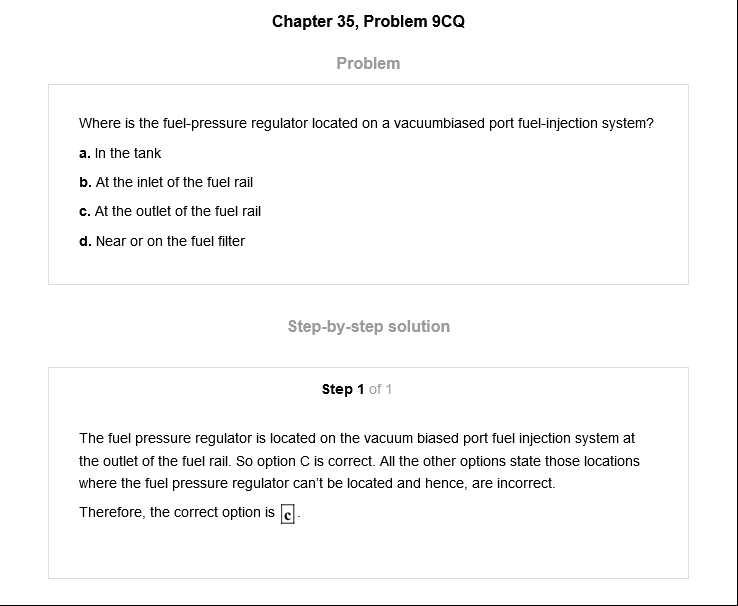 Chapter 35, Problem 9CQ
Problem
Where is the fuel-pressure regulator located on a vacuumbiased port fuel-injection system?
a. In the tank
b. At the inlet of the fuel rail
c. At the outlet of the fuel rail
d. Near or on the fuel filter
Step-by-step solution
Step 1 of 1
The fuel pressure regulator is located on the vacuum biased port fuel injection system at
the outlet of the fuel rail. So option C is correct. All the other options state those locations
where the fuel pressure regulator can't be located and hence, are incorrect.
Therefore, the correct option is c.